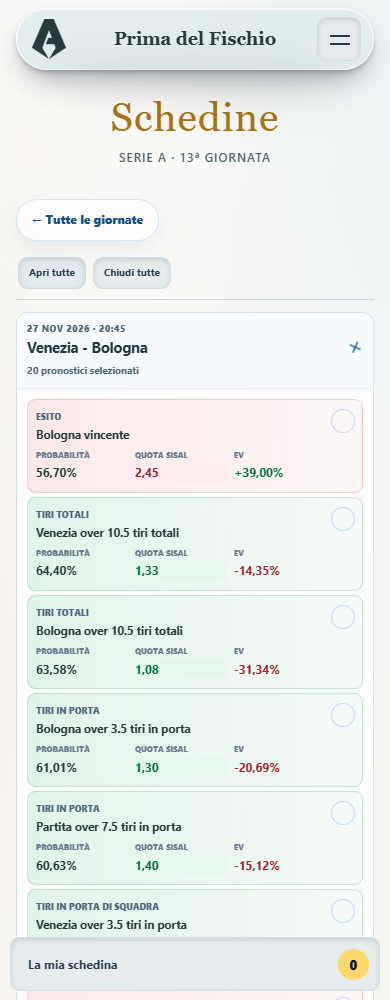 Prima del Fischio
Schedine
SERIE A · 13ª GIORNATA
← Tutte le giornate
Apri tutte
Chiudi tutte
27 NOV 2026 · 20:45
Venezia - Bologna
20 pronostici selezionati
ESITO
Bologna vincente
PROBABILITÀ QUOTA SISAL EV
56,70% 2,45 +39,00%
TIRI TOTALI
Venezia over 10.5 tiri totali
PROBABILITÀ QUOTA SISAL EV
64,40% 1,33 -14,35%
TIRI TOTALI
Bologna over 10.5 tiri totali
PROBABILITÀ QUOTA SISAL EV
63,58% 1,08 -31,34%
TIRI IN PORTA
Bologna over 3.5 tiri in porta
PROBABILITÀ QUOTA SISAL EV
61,01% 1,30 -20,69%
TIRI IN PORTA
Partita over 7.5 tiri in porta
PROBABILITÀ QUOTA SISAL EV
60,63% 1,40 -15,12%
TIRI IN PORTA DI SQUADRA
Venezia over 3.5 tiri in porta
La mia schedina 0